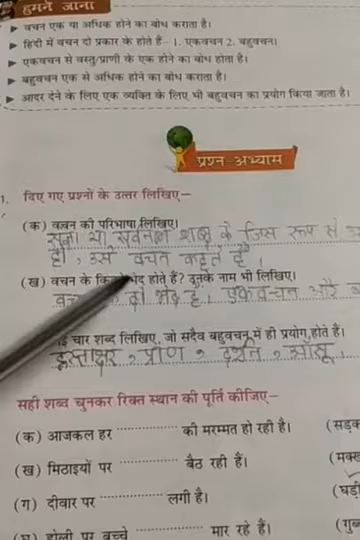 हमने जाना
▶ वचन एक या अधिक होने का बोध कराता है।
▶ हिंदी में वचन दो प्रकार के होते हैं– 1. एकवचन 2. बहुवचन।
▶ एकवचन से वस्तु/प्राणी के एक होने का बोध होता है।
▶ बहुवचन एक से अधिक होने का बोध कराता है।
▶ आदर देने के लिए एक व्यक्ति के लिए भी बहुवचन का प्रयोग किया जाता है।
प्रश्न-अभ्यास
1. दिए गए प्रश्नों के उत्तर लिखिए–
(क) वचन की परिभाषा लिखिए।
संज्ञा या सर्वनाम शब्द के जिस रूप से
हो, उसे वचन कहते हैं।
(ख) वचन के भेद होते हैं? उनके नाम भी लिखिए।
के दो भेद हैं। एकवचन और
चार शब्द लिखिए, जो सदैव बहुवचन में ही प्रयोग होते हैं।
हस्ताक्षर, प्राण, दर्शन, आँसू
सही शब्द चुनकर रिक्त स्थान की पूर्ति कीजिए–
(क) आजकल हर ............ की मरम्मत हो रही है। (सड़क
(ख) मिठाइयों पर ............ बैठ रही हैं। (मक्ख
(ग) दीवार पर ............ लगी है। (घड़ी
(घ) होली पर बच्चे ............ मार रहे हैं। (गुब्